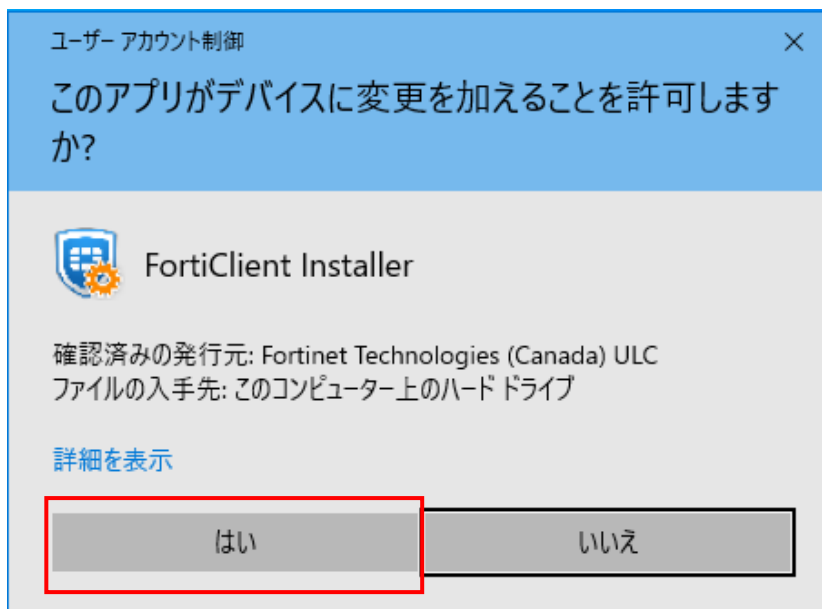 ユーザー アカウント制御
このアプリがデバイスに変更を加えることを許可します
か?
FortiClient Installer
確認済みの発行元: Fortinet Technologies (Canada) ULC
ファイルの入手先: このコンピューター上のハード ドライブ
詳細を表示
はい
いいえ